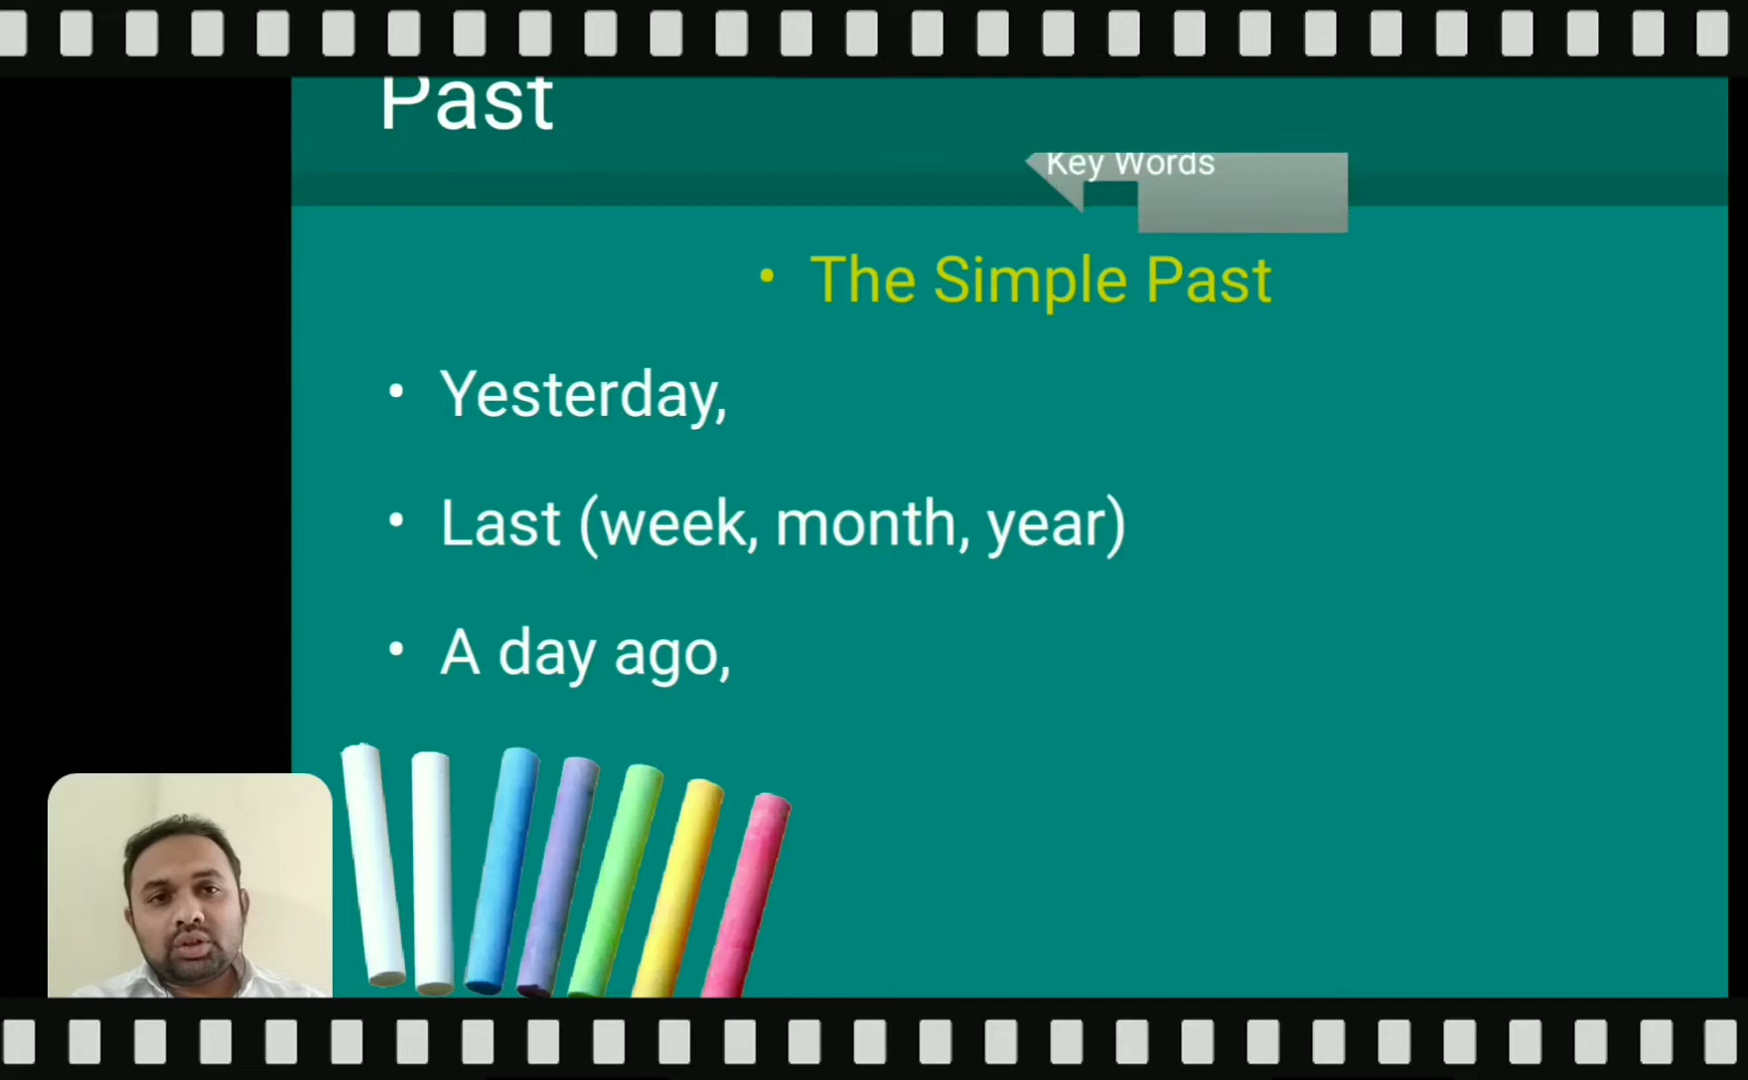 Past
Key Words
• The Simple Past
• Yesterday,
• Last (week, month, year)
• A day ago,